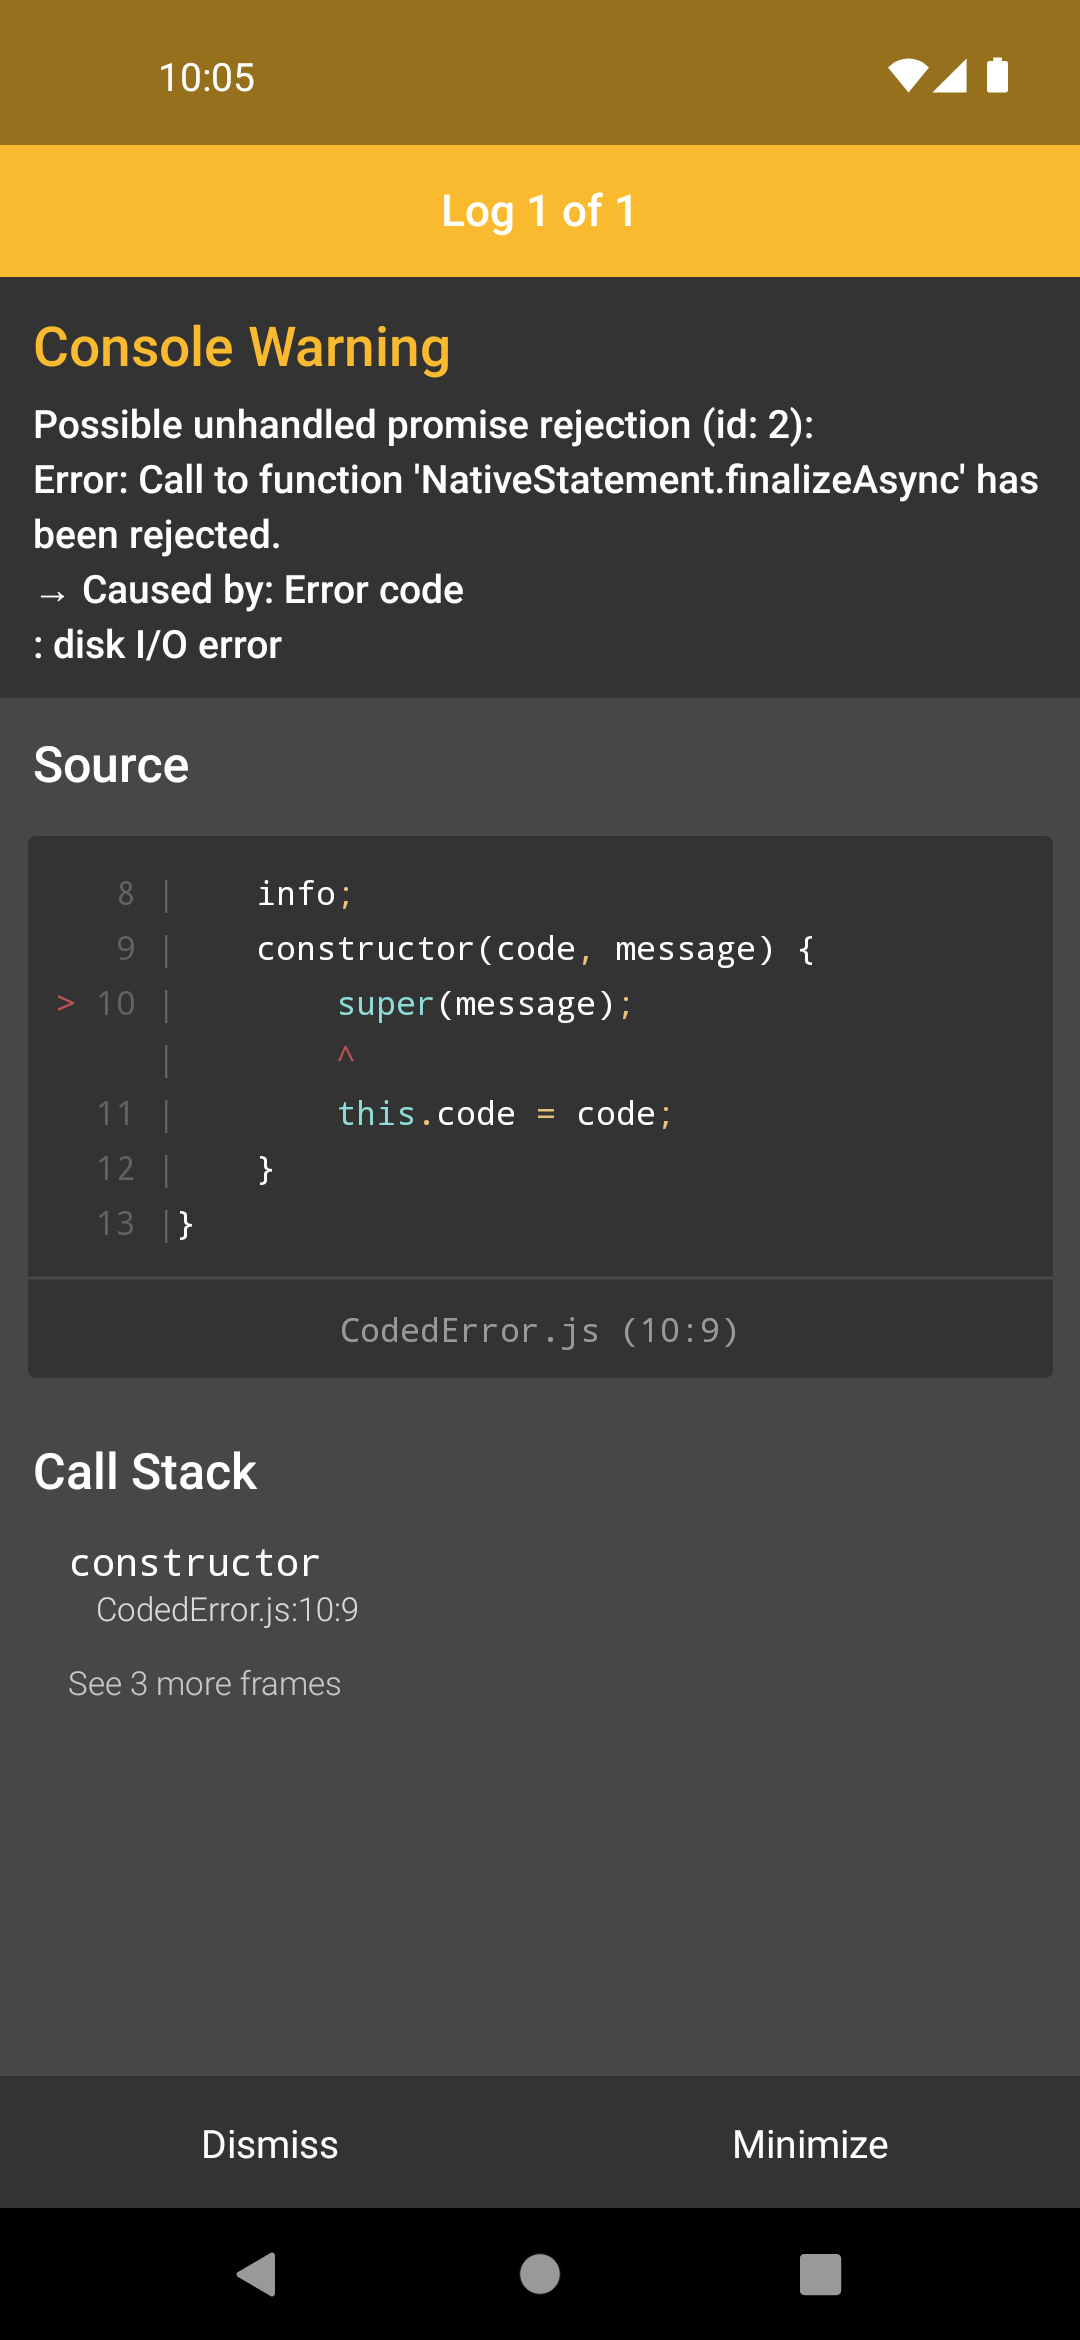 10:05
Log 1 of 1
Console Warning
Possible unhandled promise rejection (id: 2):
Error: Call to function 'NativeStatement.finalizeAsync' has
been rejected.
→ Caused by: Error code
: disk I/O error
Source
8 |     info;
9 |     constructor(code, message) {
> 10 |         super(message);
|         ^
11 |         this.code = code;
12 |     }
13 |}
CodedError.js (10:9)
Call Stack
constructor
CodedError.js:10:9
See 3 more frames
Dismiss
Minimize